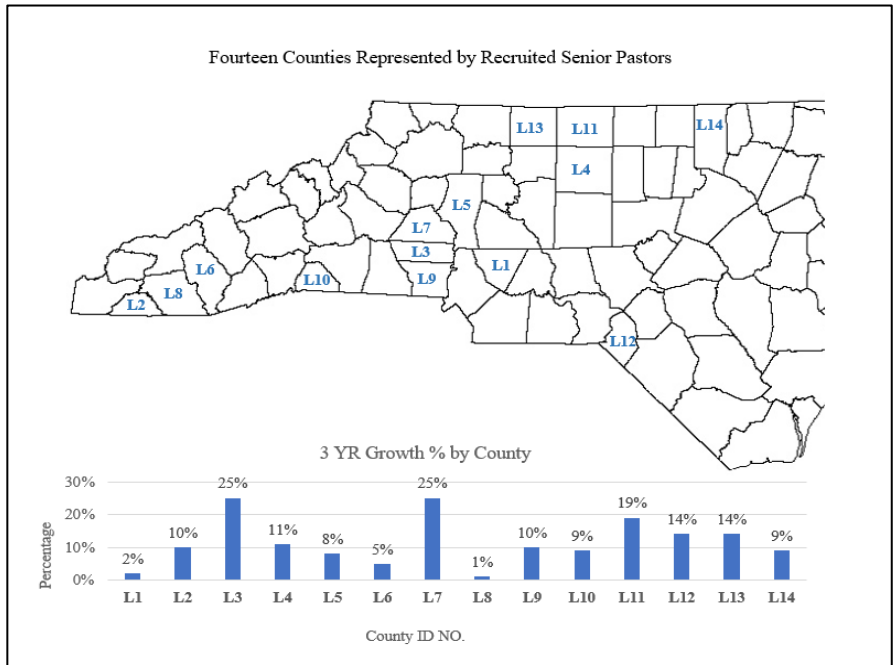 Fourteen Counties Represented by Recruited Senior Pastors
L13 L11 L14
L4
L5
L7
L3
L6 L1
L10 L9
L8
L2
L12
3 YR Growth % by County
30%
20%
10%
0%
Percentage
2% 10% 25% 11% 8% 5% 25% 1% 10% 9% 19% 14% 14% 9%
L1 L2 L3 L4 L5 L6 L7 L8 L9 L10 L11 L12 L13 L14
County ID NO.